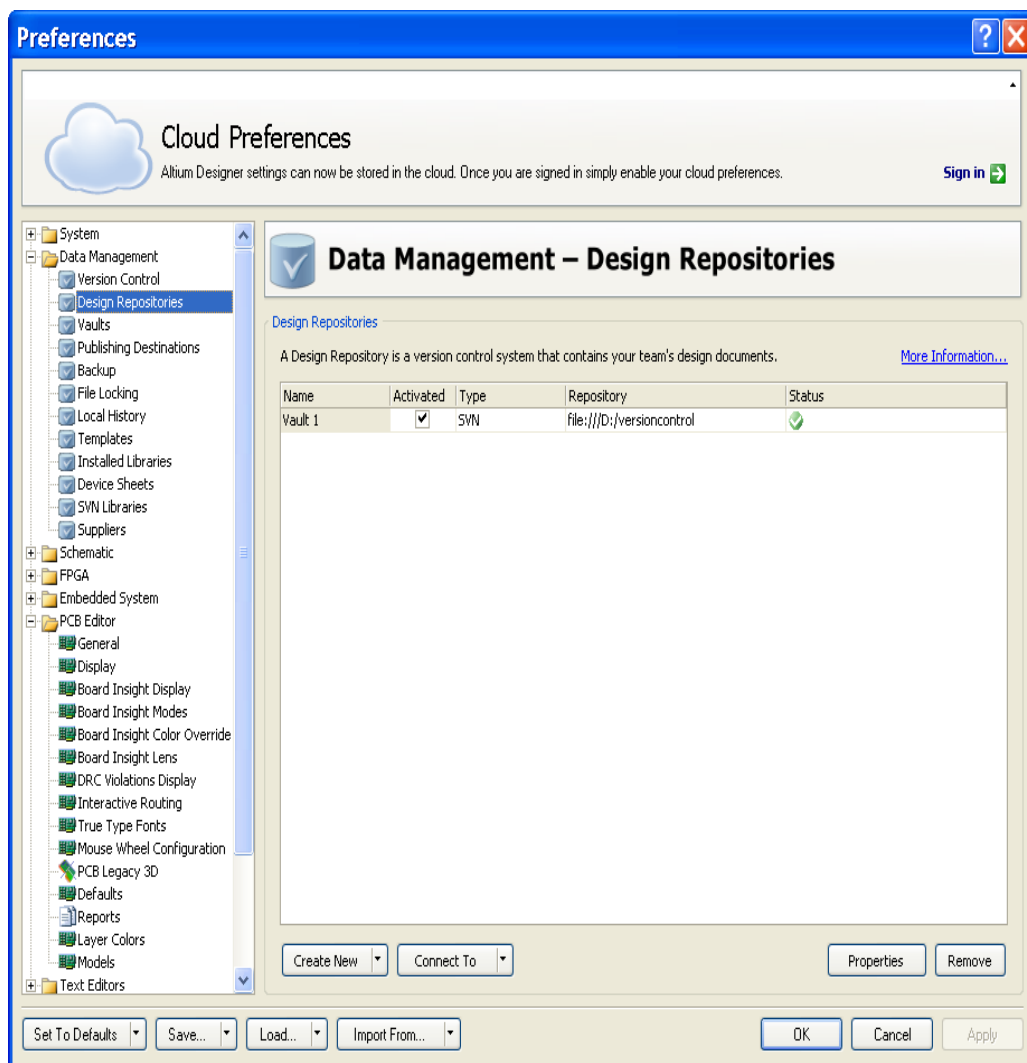 Preferences
Cloud Preferences
Altium Designer settings can now be stored in the cloud. Once you are signed in simply enable your cloud preferences.
Sign in
System
Data Management
Version Control
Design Repositories
Vaults
Publishing Destinations
Backup
File Locking
Local History
Templates
Installed Libraries
Device Sheets
SVN Libraries
Suppliers
Schematic
FPGA
Embedded System
PCB Editor
General
Display
Board Insight Display
Board Insight Modes
Board Insight Color Override
Board Insight Lens
DRC Violations Display
Interactive Routing
True Type Fonts
Mouse Wheel Configuration
PCB Legacy 3D
Defaults
Reports
Layer Colors
Models
Text Editors
Data Management – Design Repositories
Design Repositories
A Design Repository is a version control system that contains your team's design documents. More Information...
Name Activated Type Repository Status
Vault 1 SVN file:///D:/versioncontrol
Create New Connect To Properties Remove
Set To Defaults Save... Load... Import From... OK Cancel Apply